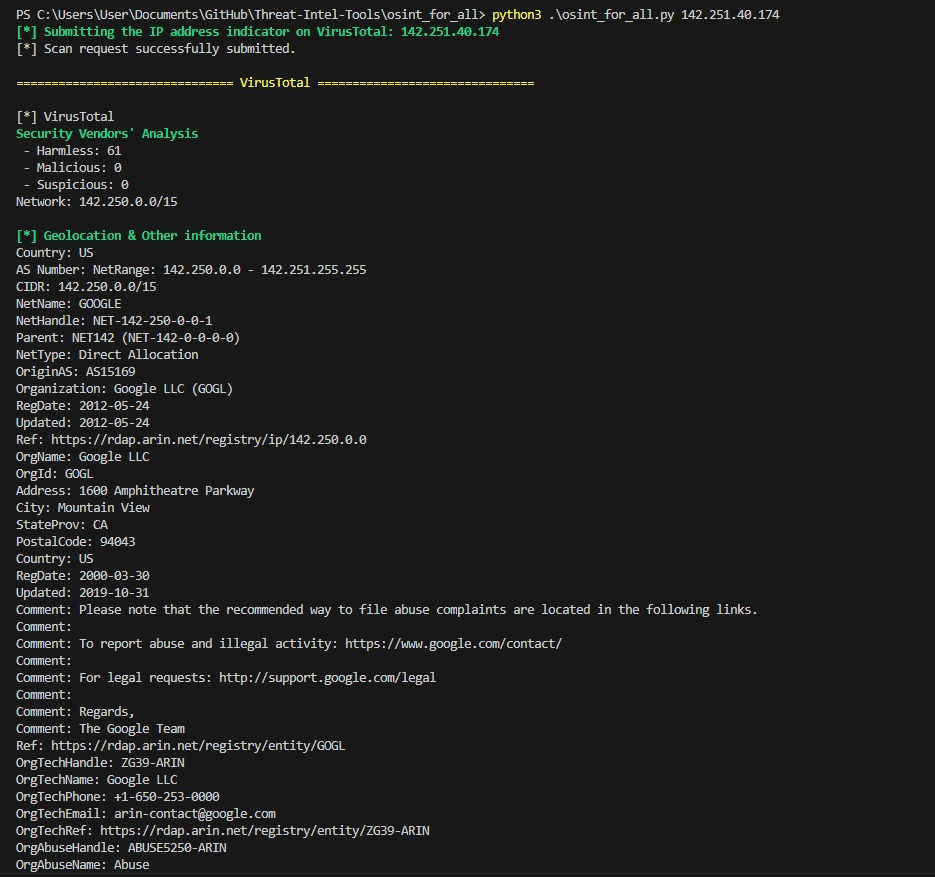 PS C:\Users\User\Documents\GitHub\Threat-Intel-Tools\osint_for_all> python3 .\osint_for_all.py 142.251.40.174
[*] Submitting the IP address indicator on VirusTotal: 142.251.40.174
[*] Scan request successfully submitted.
=============================== VirusTotal ===============================
[*] VirusTotal
Security Vendors' Analysis
- Harmless: 61
- Malicious: 0
- Suspicious: 0
Network: 142.250.0.0/15
[*] Geolocation & Other information
Country: US
AS Number: NetRange: 142.250.0.0 - 142.251.255.255
CIDR: 142.250.0.0/15
NetName: GOOGLE
NetHandle: NET-142-250-0-0-1
Parent: NET142 (NET-142-0-0-0-0)
NetType: Direct Allocation
OriginAS: AS15169
Organization: Google LLC (GOGL)
RegDate: 2012-05-24
Updated: 2012-05-24
Ref: https://rdap.arin.net/registry/ip/142.250.0.0
OrgName: Google LLC
OrgId: GOGL
Address: 1600 Amphitheatre Parkway
City: Mountain View
StateProv: CA
PostalCode: 94043
Country: US
RegDate: 2000-03-30
Updated: 2019-10-31
Comment: Please note that the recommended way to file abuse complaints are located in the following links.
Comment:
Comment: To report abuse and illegal activity: https://www.google.com/contact/
Comment:
Comment: For legal requests: http://support.google.com/legal
Comment:
Comment: Regards,
Comment: The Google Team
Ref: https://rdap.arin.net/registry/entity/GOGL
OrgTechHandle: ZG39-ARIN
OrgTechName: Google LLC
OrgTechPhone: +1-650-253-0000
OrgTechEmail: arin-contact@google.com
OrgTechRef: https://rdap.arin.net/registry/entity/ZG39-ARIN
OrgAbuseHandle: ABUSE5250-ARIN
OrgAbuseName: Abuse